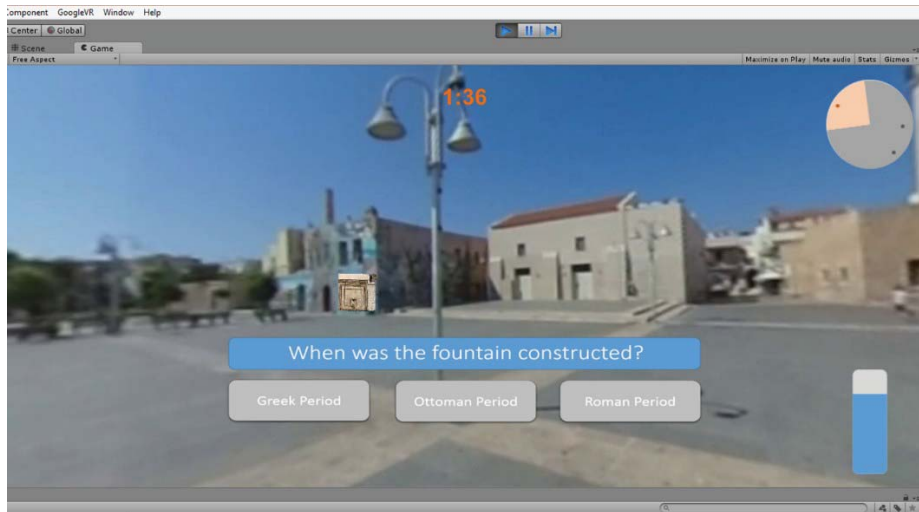 Component GoogleVR Window Help
Center Global
Scene Game
Free Aspect Maximize on Play Mute audio Stats Gizmos
1:36
When was the fountain constructed?
Greek Period Ottoman Period Roman Period